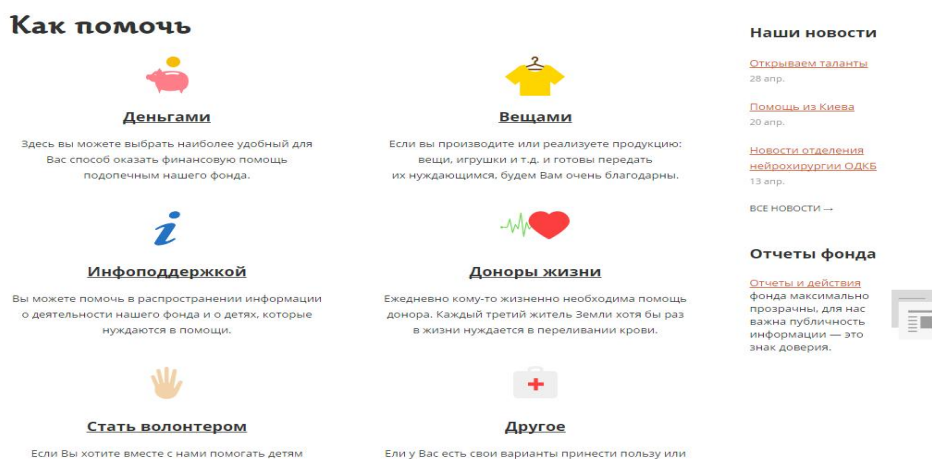 Как помочь
Деньгами
Здесь вы можете выбрать наиболее удобный для
Вас способ оказать финансовую помощь
подопечным нашего фонда.
Вещами
Если вы производите или реализуете продукцию:
вещи, игрушки и т.д. и готовы передать
их нуждающимся, будем Вам очень благодарны.
Инфоподдержкой
Вы можете помочь в распространении информации
о деятельности нашего фонда и о детях, которые
нуждаются в помощи.
Доноры жизни
Ежедневно кому-то жизненно необходима помощь
донора. Каждый третий житель Земли хотя бы раз
в жизни нуждается в переливании крови.
Стать волонтером
Если Вы хотите вместе с нами помогать детям
Другое
Ели у Вас есть свои варианты принести пользу или
Наши новости
Открываем таланты
28 апр.
Помощь из Киева
20 апр.
Новости отделения
нейрохирургии ОДКБ
13 апр.
ВСЕ НОВОСТИ →
Отчеты фонда
Отчеты и действия
фонда максимально
прозрачны, для нас
важна публичность
информации — это
знак доверия.